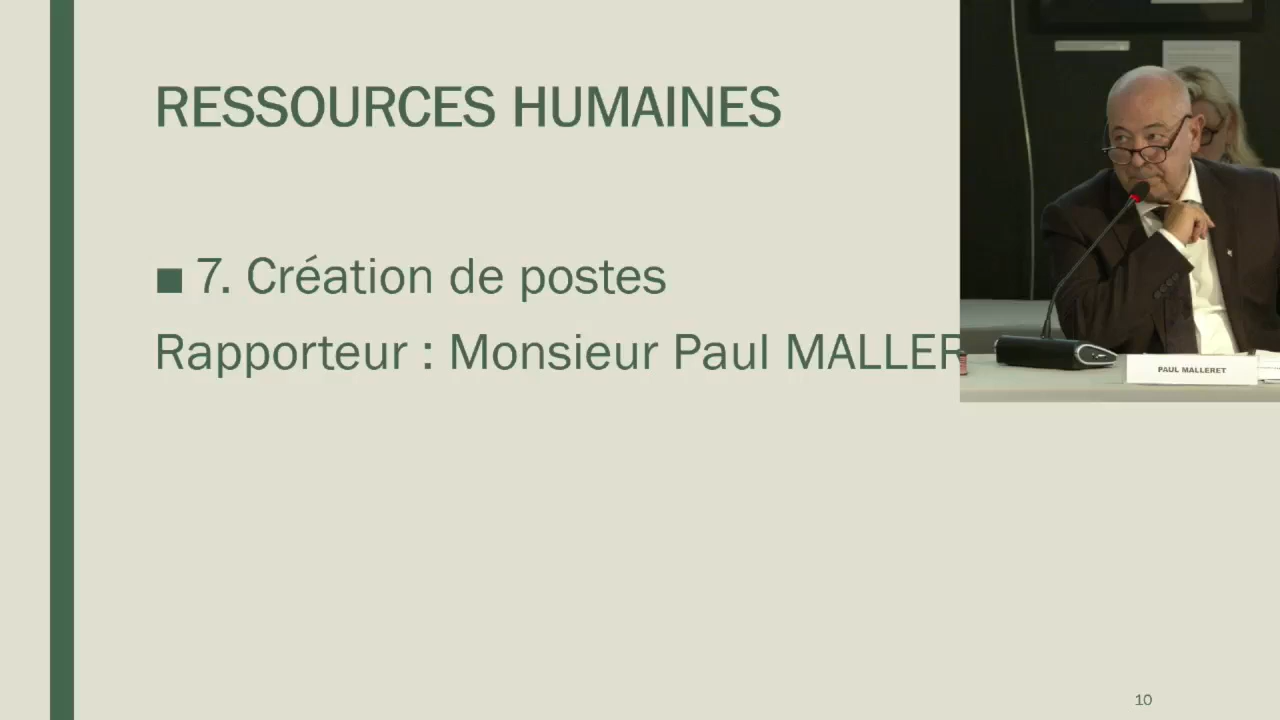 RESSOURCES HUMAINES
■ 7. Création de postes
Rapporteur : Monsieur Paul MALLER
PAUL MALLERET
10